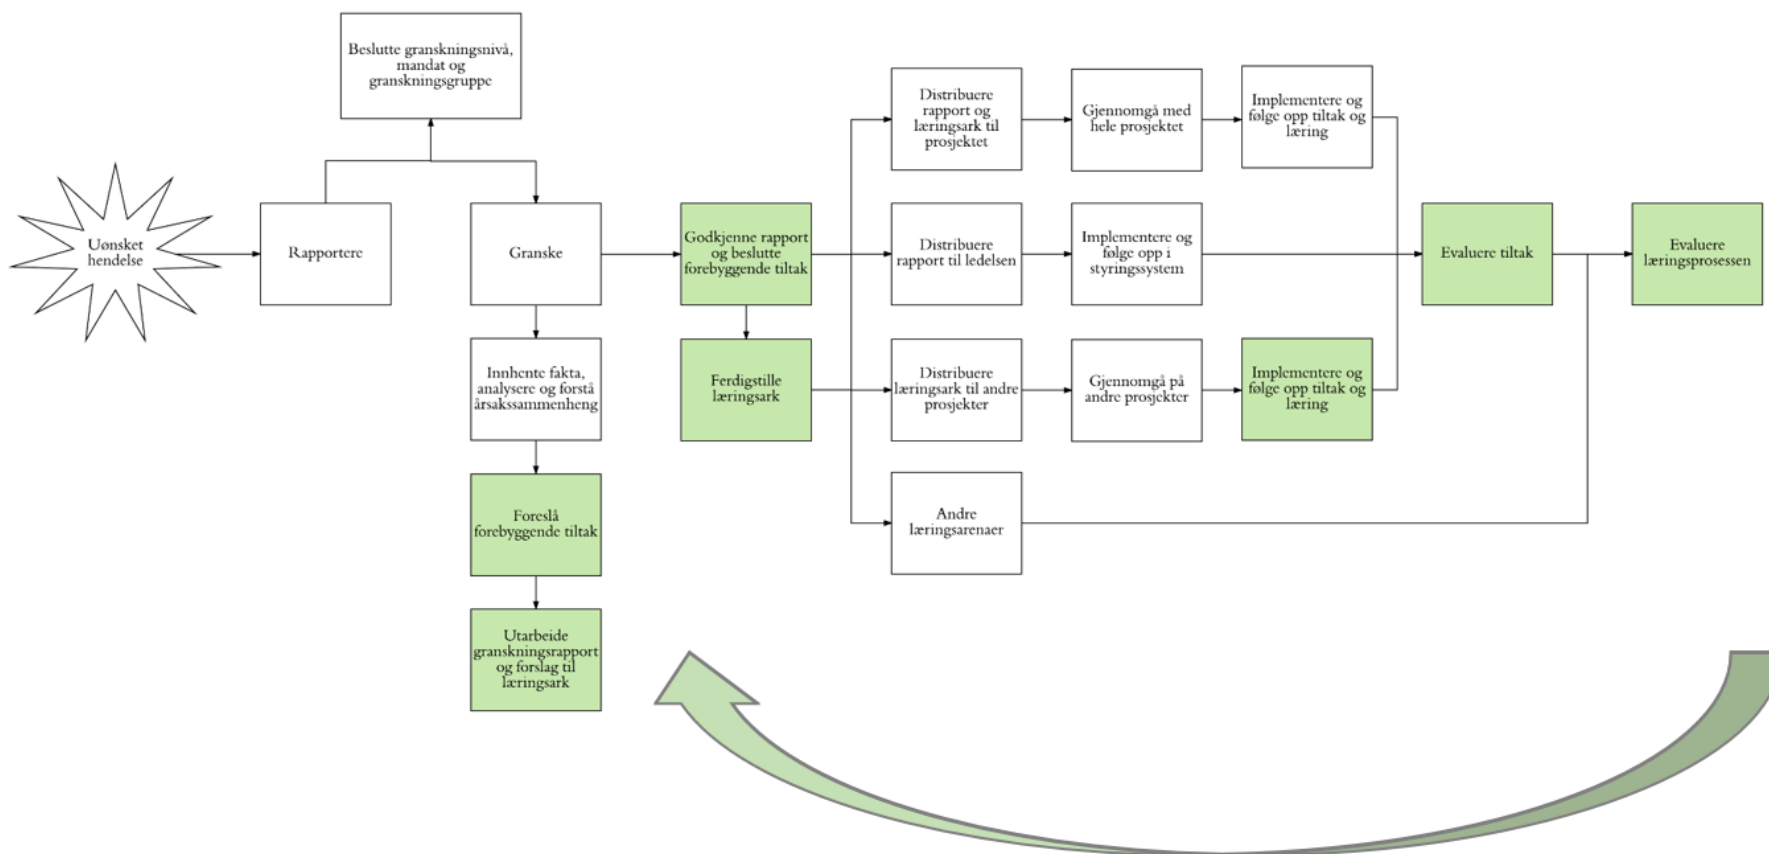 Beslutte granskningsnivå,
mandat og
granskningsgruppe
Uønsket
hendelse
Rapportere
Granske
Innhente fakta,
analysere og forstå
årsakssammenheng
Foreslå
forebyggende tiltak
Utarbeide
granskningsrapport
og forslag til
læringsark
Godkjenne rapport
og beslutte
forebyggende tiltak
Ferdigstille
læringsark
Distribuere
rapport og
læringsark til
prosjektet
Gjennomgå med
hele prosjektet
Implementere og
følge opp tiltak og
læring
Distribuere
rapport til ledelsen
Implementere og
følge opp i
styringssystem
Distribuere
læringsark til andre
prosjekter
Gjennomgå på
andre prosjekter
Implementere og
følge opp tiltak og
læring
Andre
læringsarenaer
Evaluere tiltak
Evaluere
læringsprosessen